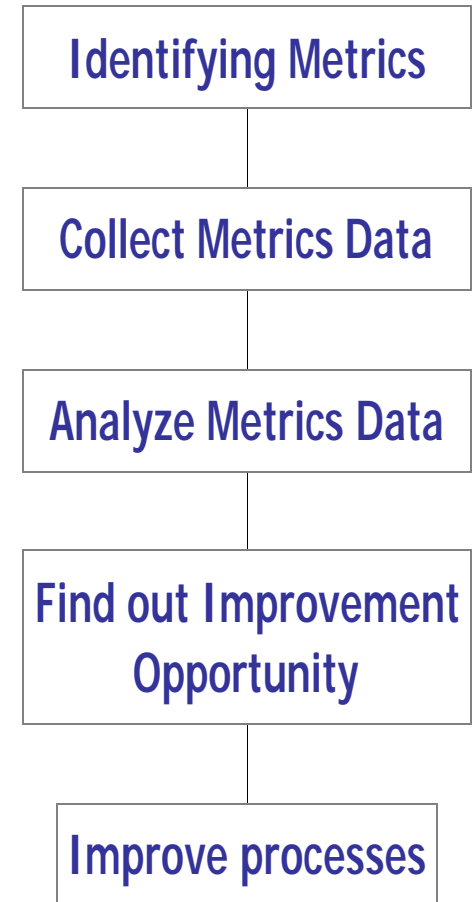 Identifying Metrics
Collect Metrics Data
Analyze Metrics Data
Find out Improvement
Opportunity
Improve processes